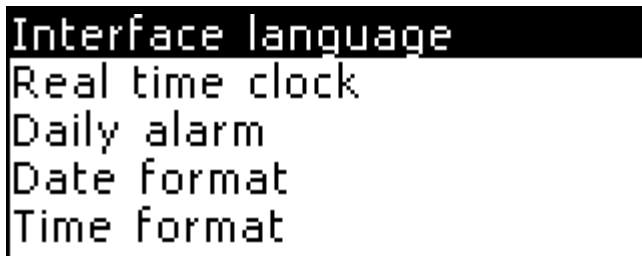 Interface language
Real time clock
Daily alarm
Date format
Time format